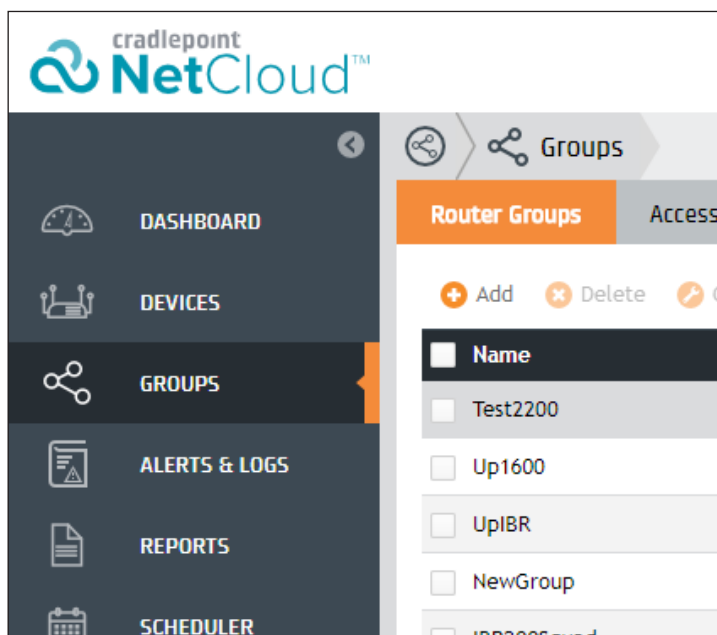 cradlepoint
NetCloud™
Groups
DASHBOARD
Router Groups
Access
Add
Delete
DEVICES
Name
GROUPS
Test2200
Up1600
ALERTS & LOGS
UpIBR
REPORTS
NewGroup
SCHEDULER